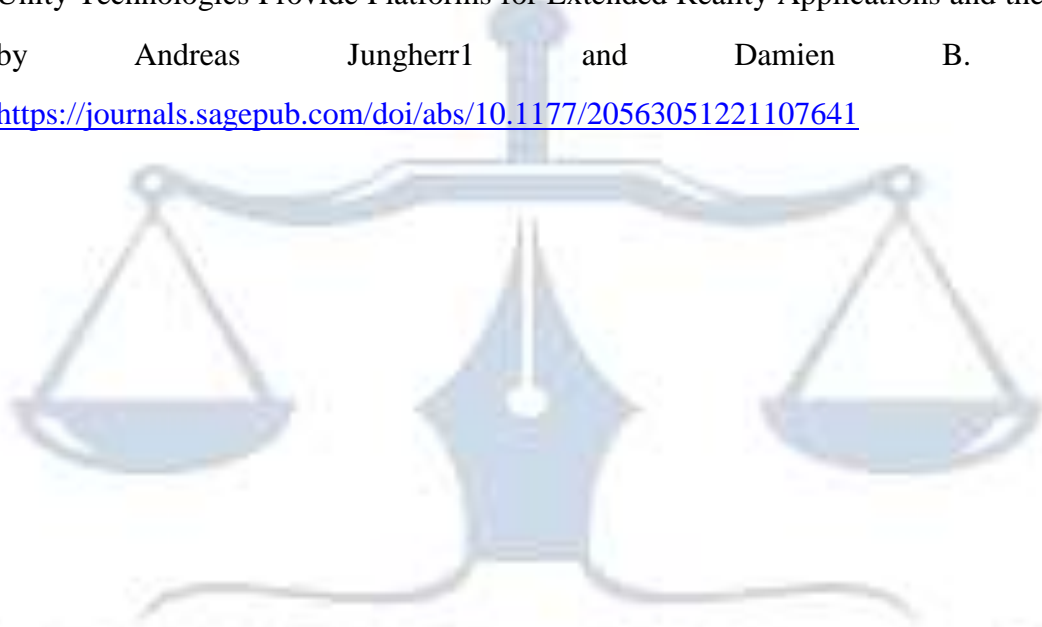 Unity Technologies Provide Platforms for Extended Reality Applications and the
by Andreas Jungherr1 and Damien B.
https://journals.sagepub.com/doi/abs/10.1177/20563051221107641